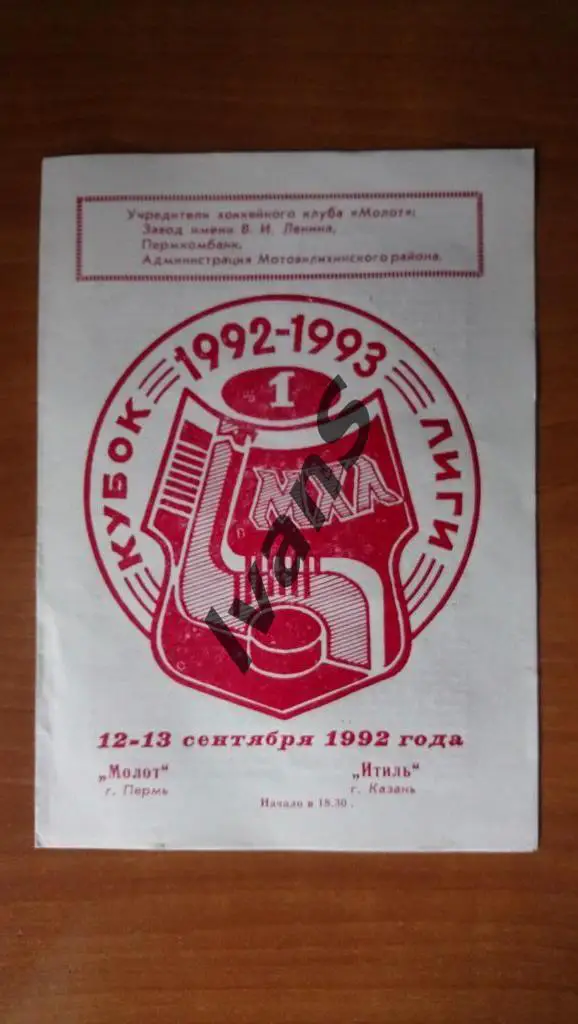 Учредители хоккейного клуба «Молот»:
Завод имени В. И. Ленина,
Пермкомбанк,
Администрация Мотовилихинского района.
КУБОК 1992-1993 ЛИГИ
1
МХЛ
IvamS
12-13 сентября 1992 года
„Молот" „Итиль"
г. Пермь г. Казань
Начало в 18.30.